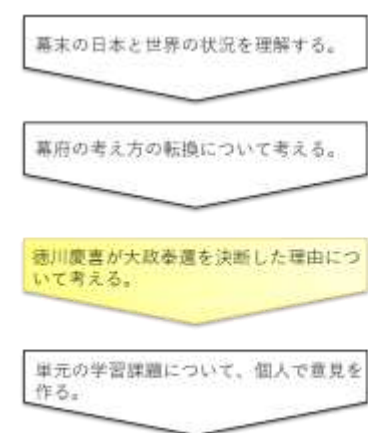 幕末の日本と世界の状況を理解する。
幕府の考え方の転換について考える。
徳川慶喜が大政奉還を決断した理由につ
いて考える。
単元の学習課題について、個人で意見を
作る。